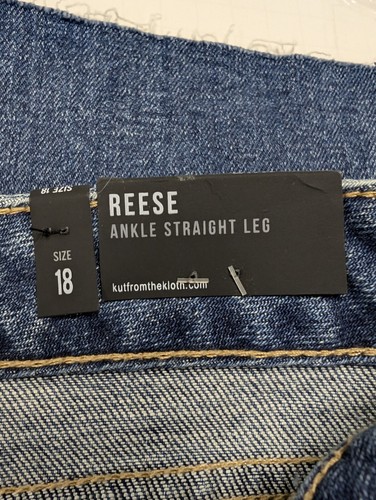 REESE
ANKLE STRAIGHT LEG
kutfromthekloth.com
SIZE 18
SIZE
18